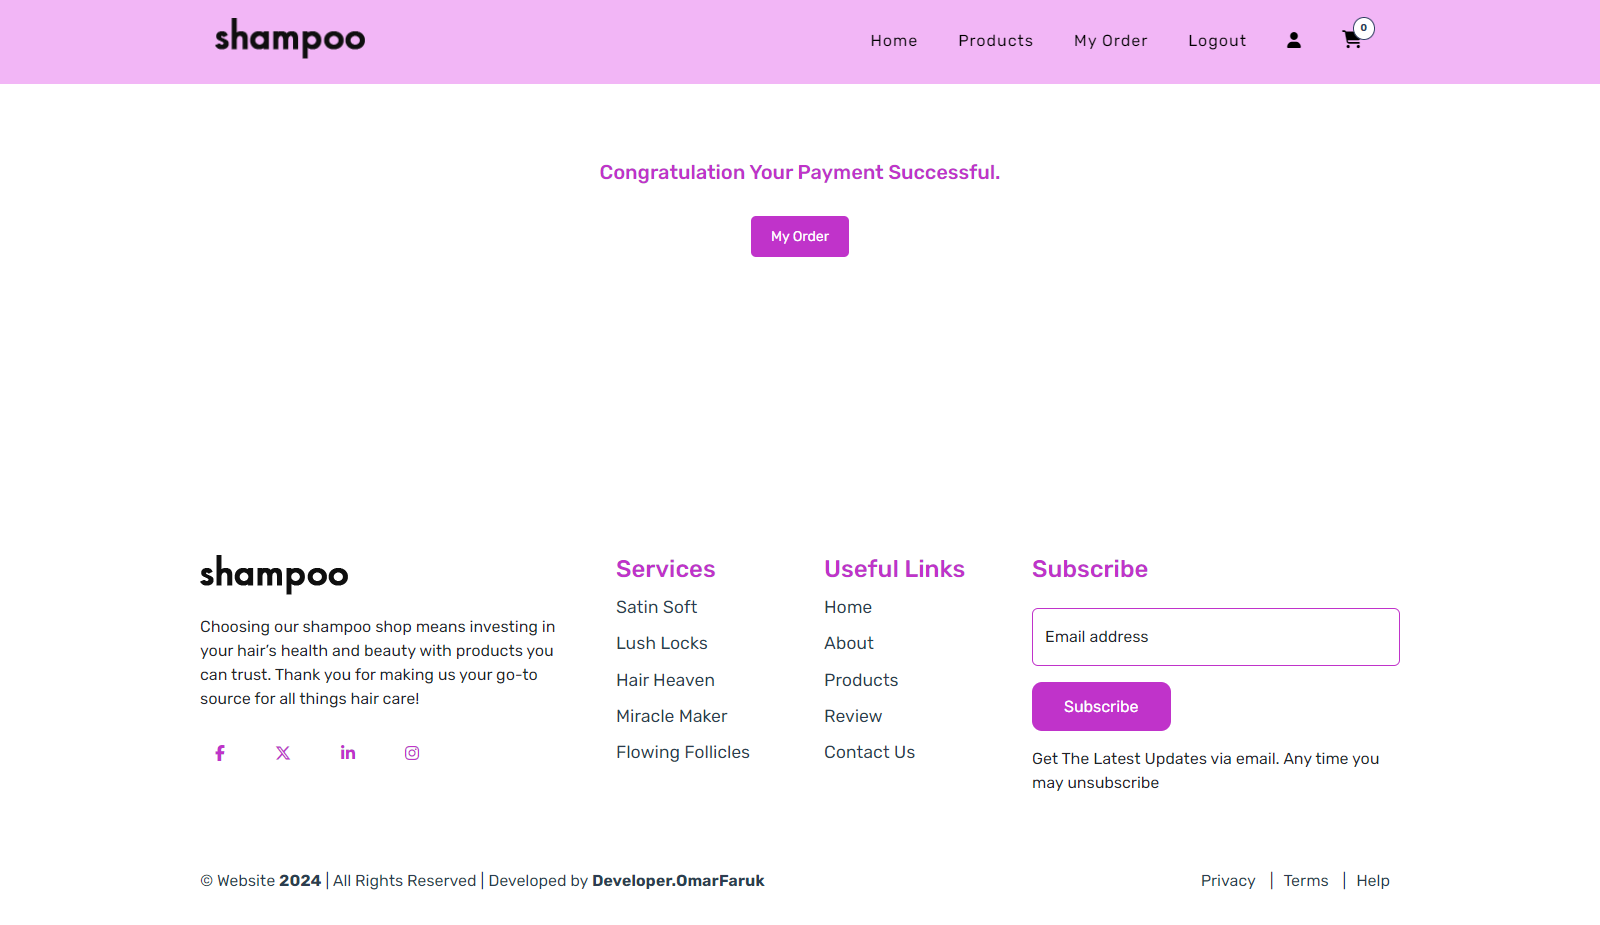 shampoo
Home Products My Order Logout 0
Congratulation Your Payment Successful.
My Order
shampoo
Choosing our shampoo shop means investing in
your hair’s health and beauty with products you
can trust. Thank you for making us your go-to
source for all things hair care!
Services
Satin Soft
Lush Locks
Hair Heaven
Miracle Maker
Flowing Follicles
Useful Links
Home
About
Products
Review
Contact Us
Subscribe
Email address
Subscribe
Get The Latest Updates via email. Any time you
may unsubscribe
© Website 2024 | All Rights Reserved | Developed by Developer.OmarFaruk
Privacy | Terms | Help